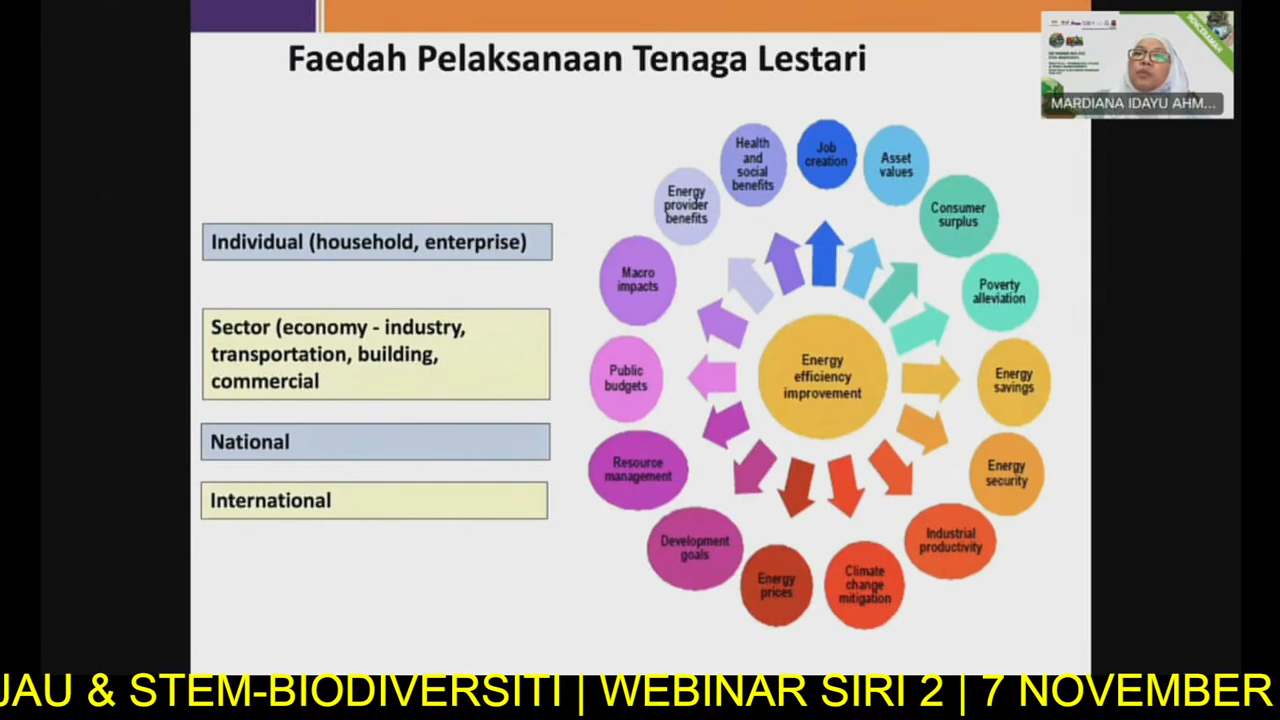 Faedah Pelaksanaan Tenaga Lestari
PENCERAMAH
MARDIANA IDAYU AHM...
Individual (household, enterprise)
Sector (economy - industry,
transportation, building,
commercial
National
International
Energy
efficiency
improvement
Job
creation
Asset
values
Consumer
surplus
Poverty
alleviation
Energy
savings
Energy
security
Industrial
productivity
Climate
change
mitigation
Energy
prices
Development
goals
Resource
management
Public
budgets
Macro
impacts
Energy
provider
benefits
Health
and
social
benefits
JAU & STEM-BIODIVERSITI | WEBINAR SIRI 2 | 7 NOVEMBER